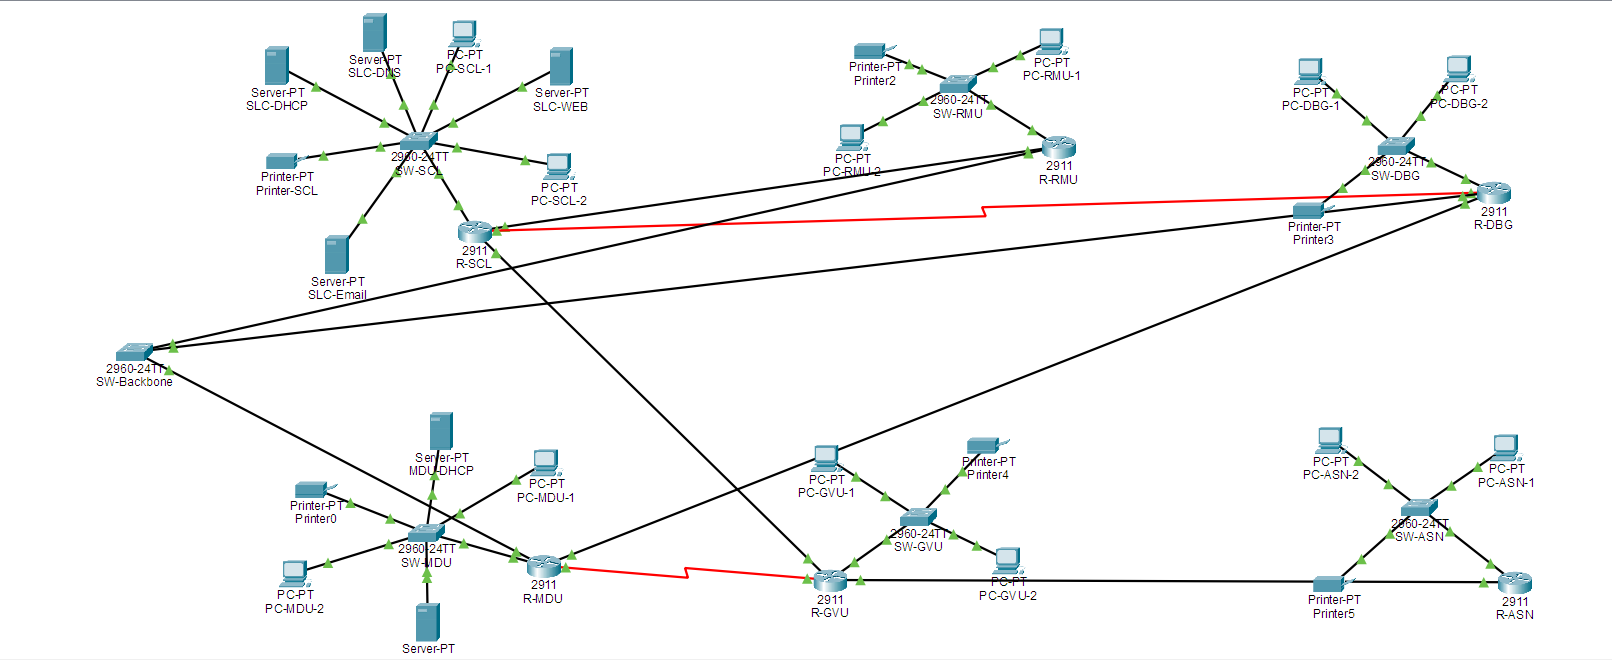 Server-PT
SLC-DHCP
Server-PT
SLC-DNS
PC-PT
PC-SCL-1
Server-PT
SLC-WEB
2960-24TT
SW-SCL
Printer-PT
Printer-SCL
PC-PT
PC-SCL-2
Server-PT
SLC-Email
2911
R-SCL
Printer-PT
Printer2
PC-PT
PC-RMU-1
2960-24TT
SW-RMU
PC-PT
PC-RMU-2
2911
R-RMU
PC-PT
PC-DBG-1
PC-PT
PC-DBG-2
2960-24TT
SW-DBG
Printer-PT
Printer3
2911
R-DBG
2960-24TT
SW-Backbone
Server-PT
MDU-DHCP
PC-PT
PC-MDU-1
Printer-PT
Printer0
2960-24TT
SW-MDU
PC-PT
PC-MDU-2
2911
R-MDU
Server-PT
PC-PT
PC-GVU-1
Printer-PT
Printer4
2960-24TT
SW-GVU
PC-PT
PC-GVU-2
2911
R-GVU
PC-PT
PC-ASN-2
PC-PT
PC-ASN-1
2960-24TT
SW-ASN
Printer-PT
Printer5
2911
R-ASN